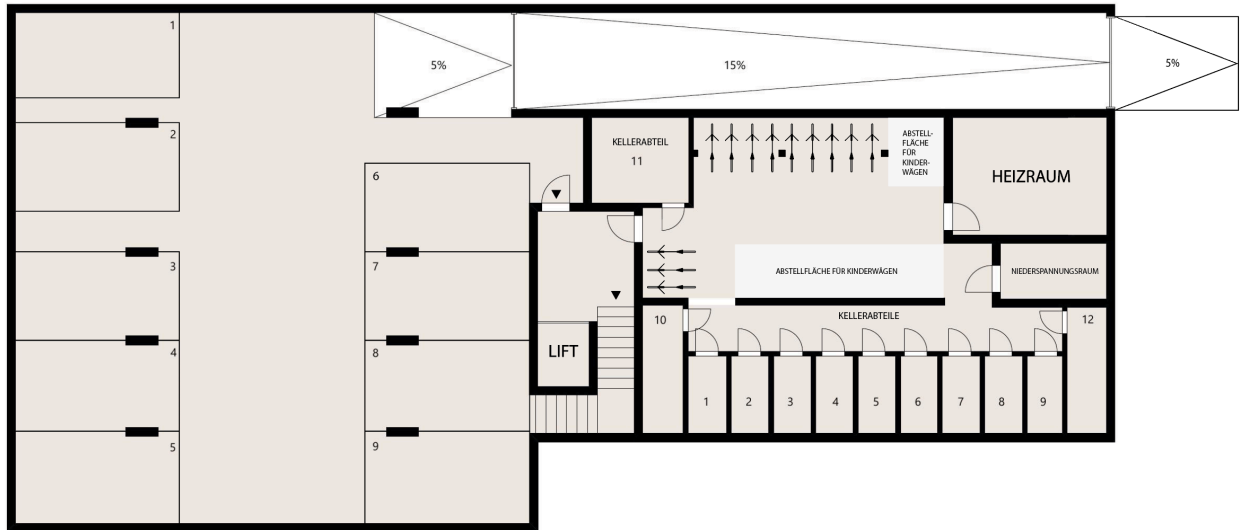 1
5%
15%
5%
2
KELLERABTEIL
11
ABSTELL-
FLÄCHE
FÜR
KINDER-
WÄGEN
HEIZRAUM
6
3
7
ABSTELLFLÄCHE FÜR KINDERWÄGEN
NIEDERSPANNUNGSRAUM
10
KELLERABTEILE
12
4
8
LIFT
1
2
3
4
5
6
7
8
9
5
9